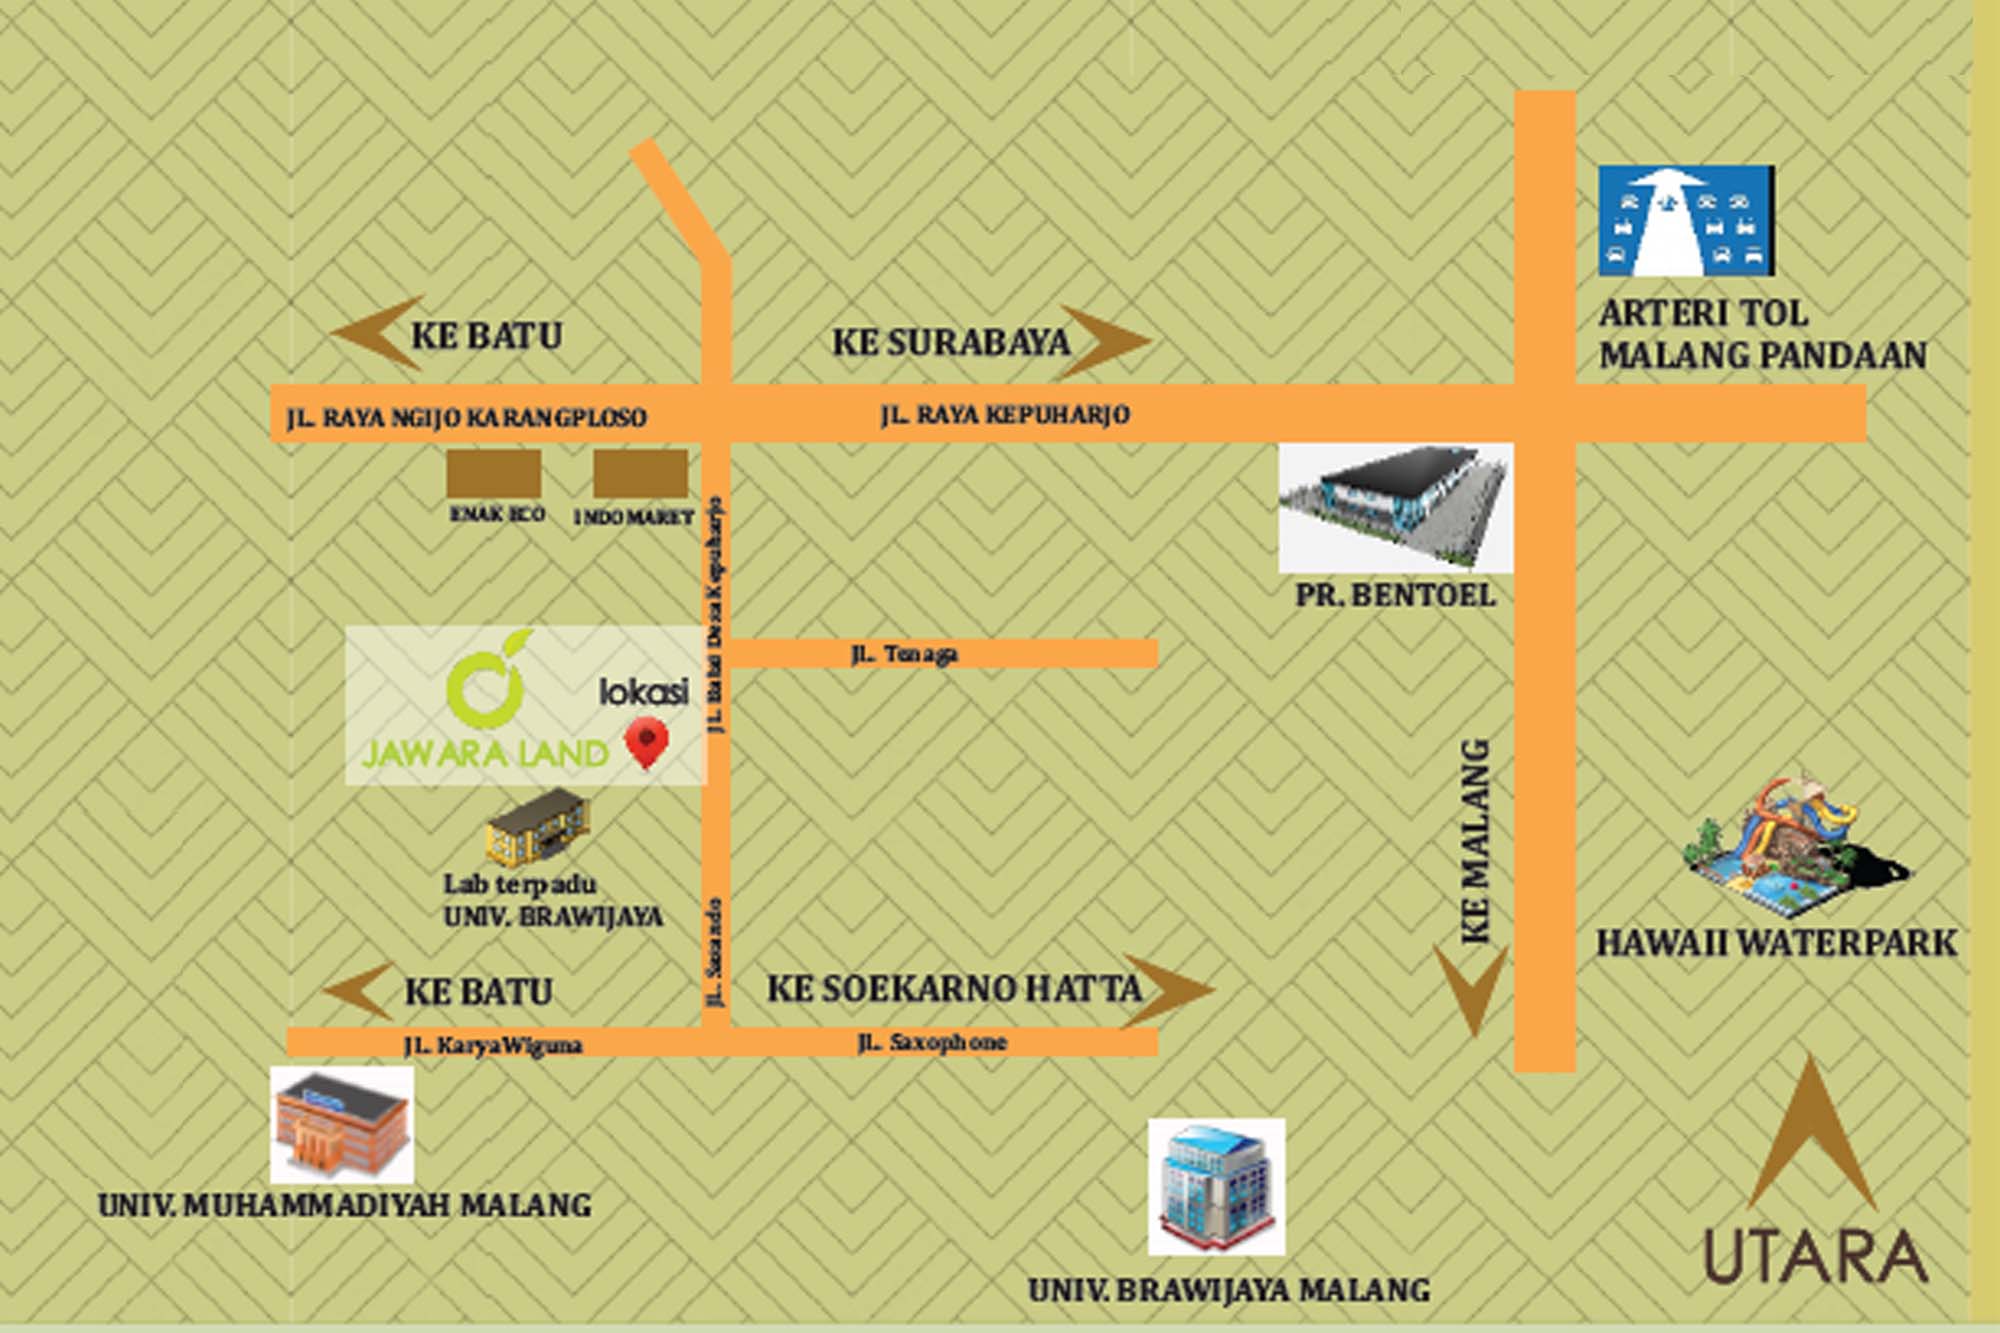 ARTERI TOL
MALANG PANDAAN
KE BATU
KE SURABAYA
JL. RAYA NGIJO KARANGPLOSO
JL. RAYA KEPUHARJO
ENAK ECO
INDOMARET
PR. BENTOEL
JL. Balai Desa Kepuharjo
JL. Tenaga
lokasi
JAWARA LAND
KE MALANG
Lab terpadu
UNIV. BRAWIJAYA
HAWAII WATERPARK
JL. Sasando
KE BATU
KE SOEKARNO HATTA
JL. KaryaWiguna
JL. Saxophone
UNIV. MUHAMMADIYAH MALANG
UNIV. BRAWIJAYA MALANG
UTARA